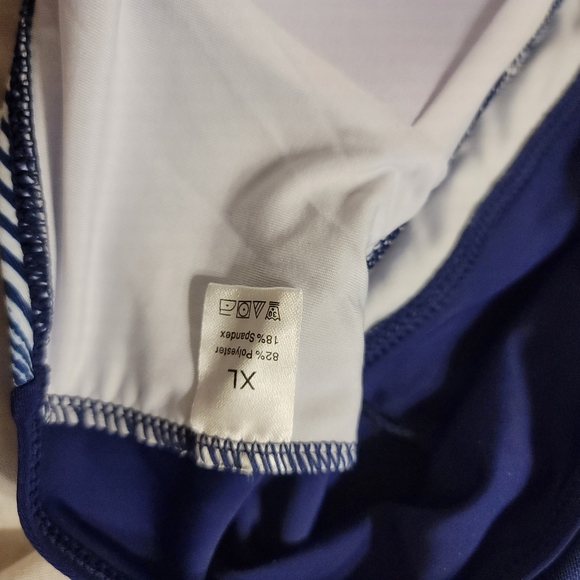 XL
82% Polyester
18% Spandex